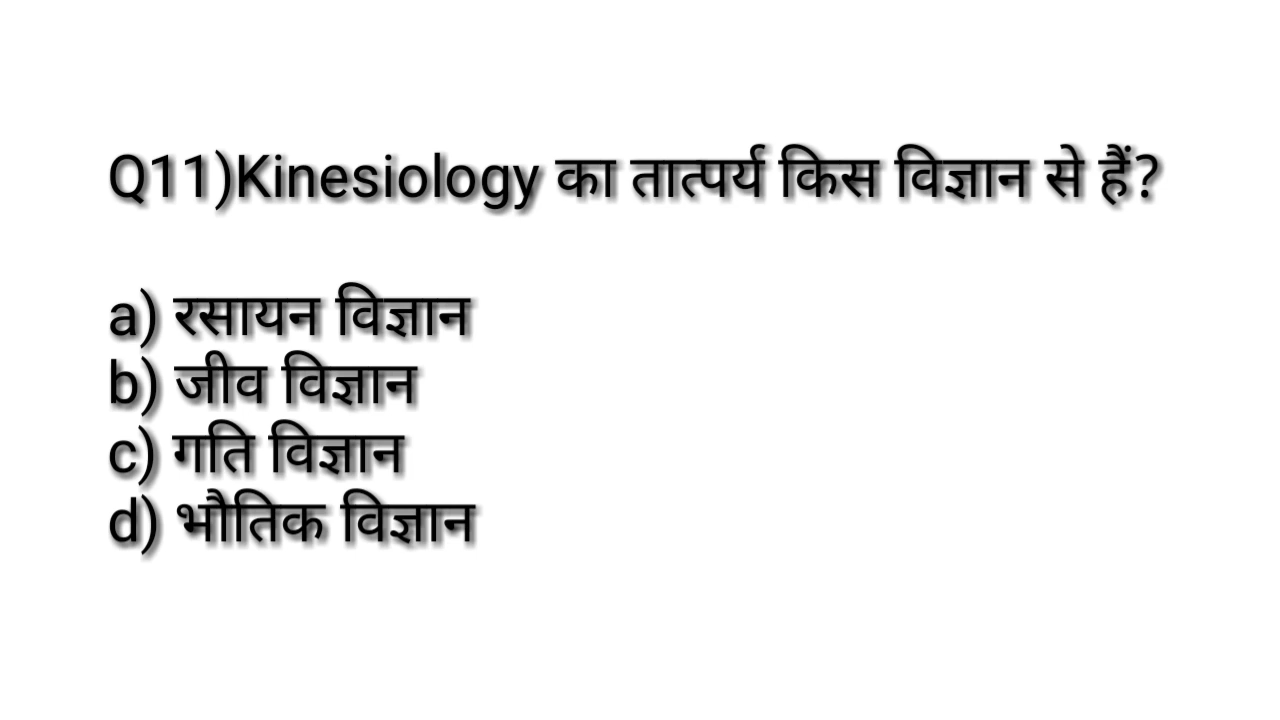 Q11)Kinesiology का तात्पर्य किस विज्ञान से हैं?
a) रसायन विज्ञान
b) जीव विज्ञान
c) गति विज्ञान
d) भौतिक विज्ञान